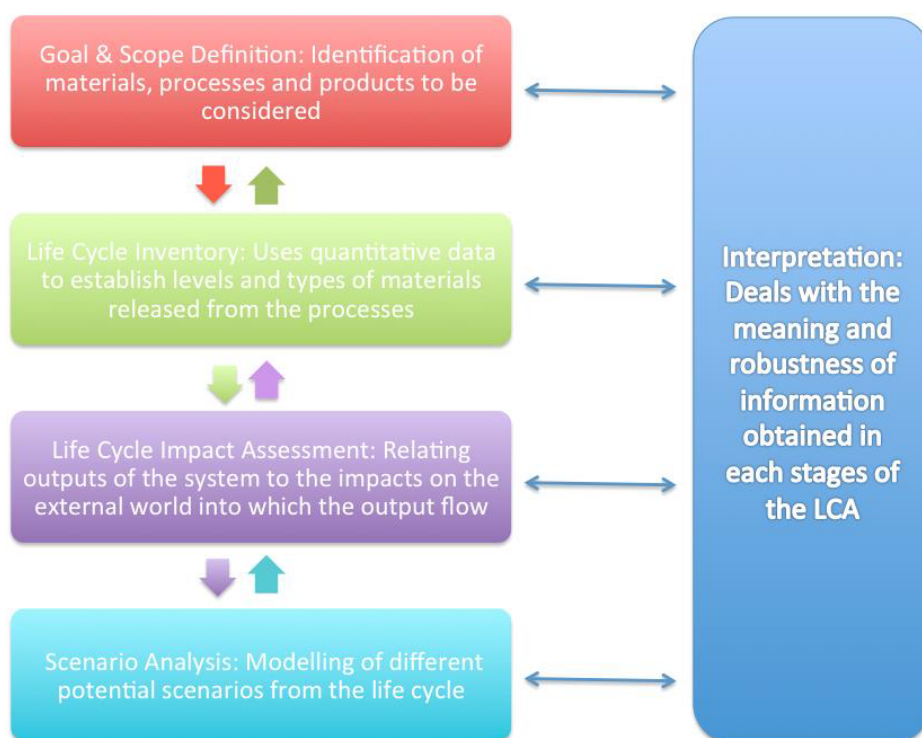 Goal & Scope Definition: Identification of
materials, processes and products to be
considered
Life Cycle Inventory: Uses quantitative data
to establish levels and types of materials
released from the processes
Life Cycle Impact Assessment: Relating
outputs of the system to the impacts on the
external world into which the output flow
Scenario Analysis: Modelling of different
potential scenarios from the life cycle
Interpretation:
Deals with the
meaning and
robustness of
information
obtained in
each stages of
the LCA